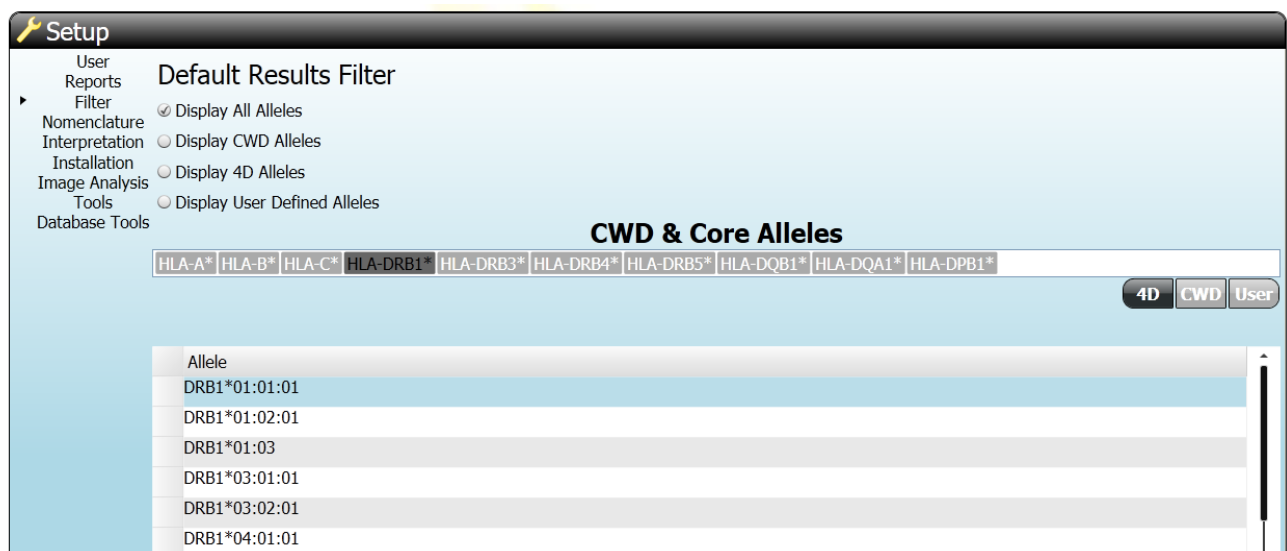 Setup
User
Reports
Filter
Nomenclature
Interpretation
Installation
Image Analysis
Tools
Database Tools
Default Results Filter
Display All Alleles
Display CWD Alleles
Display 4D Alleles
Display User Defined Alleles
CWD & Core Alleles
HLA-A* HLA-B* HLA-C* HLA-DRB1* HLA-DRB3* HLA-DRB4* HLA-DRB5* HLA-DQB1* HLA-DQA1* HLA-DPB1*
4D CWD User
Allele
DRB1*01:01:01
DRB1*01:02:01
DRB1*01:03
DRB1*03:01:01
DRB1*03:02:01
DRB1*04:01:01